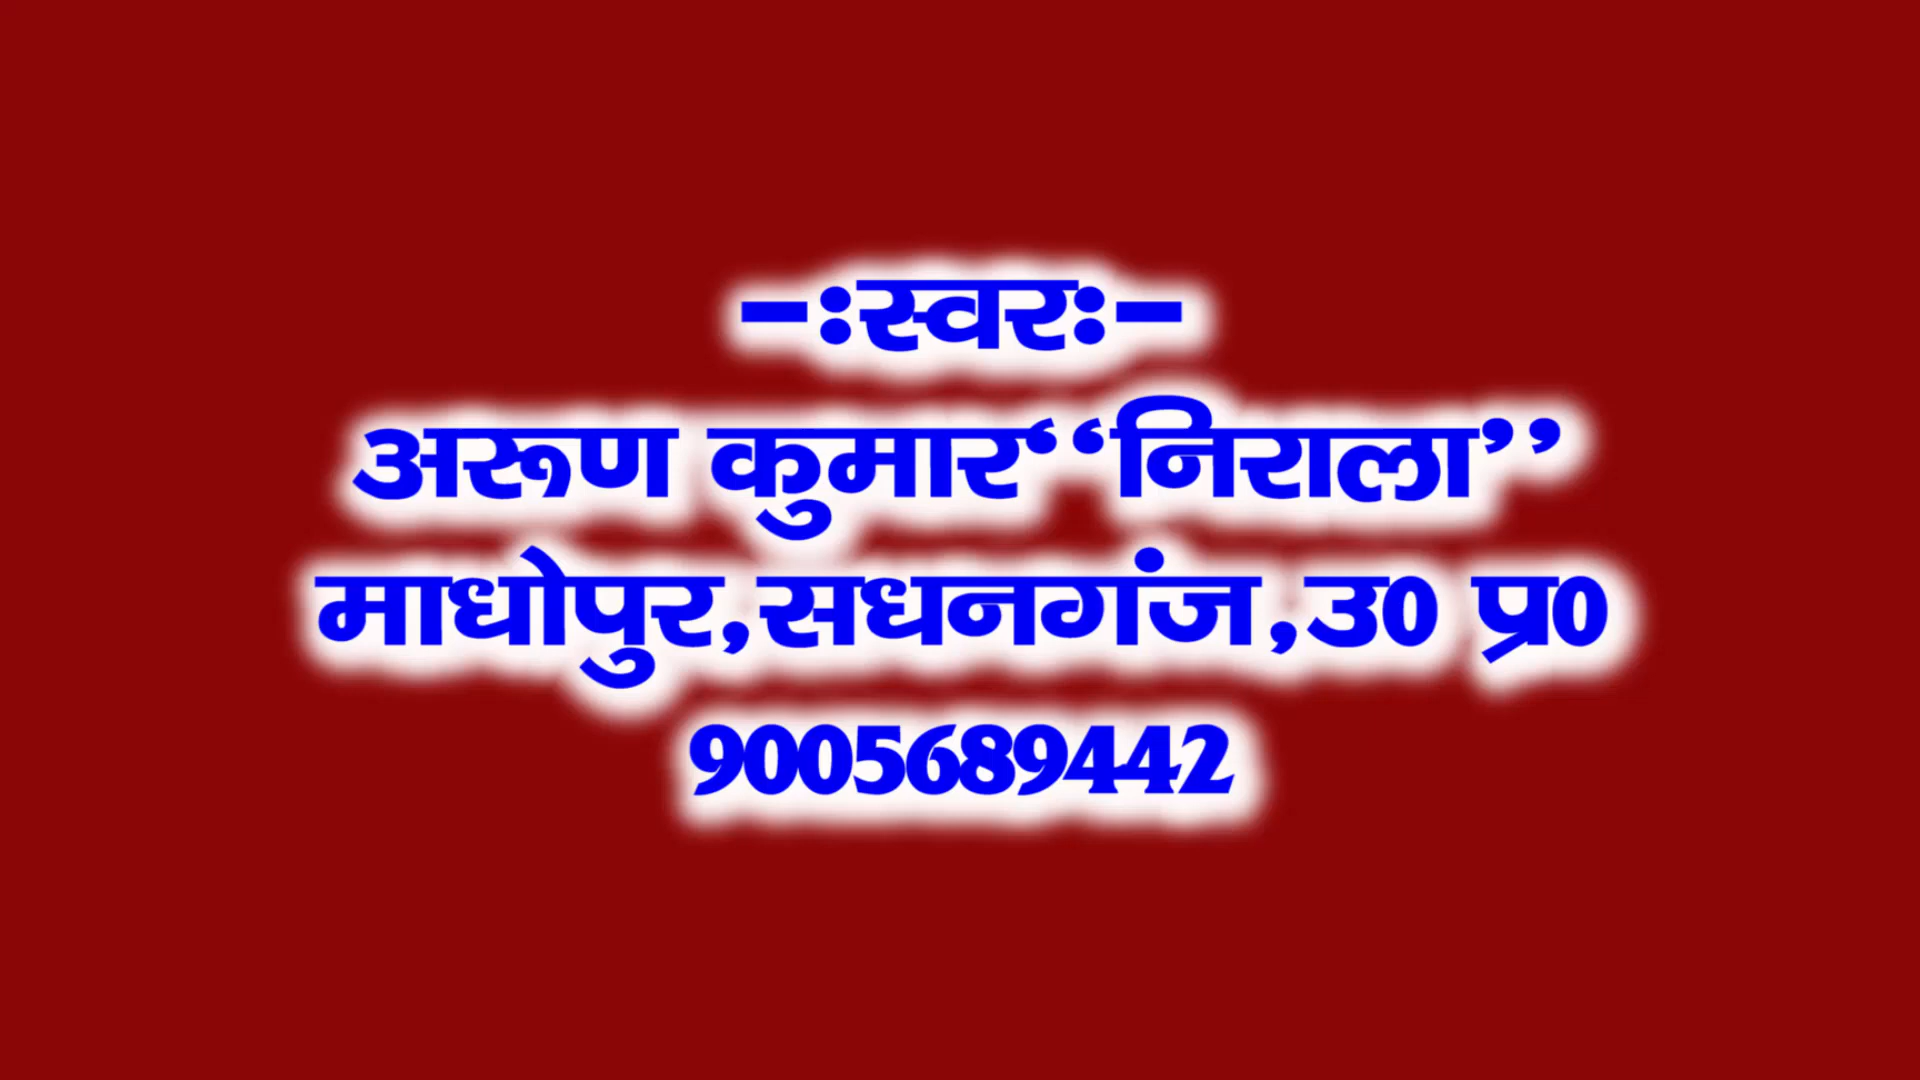 -ःस्वरः-
अरूण कुमार‘‘निराला’’
माधोपुर,सधनगंज,उ0 प्र0
9005689442